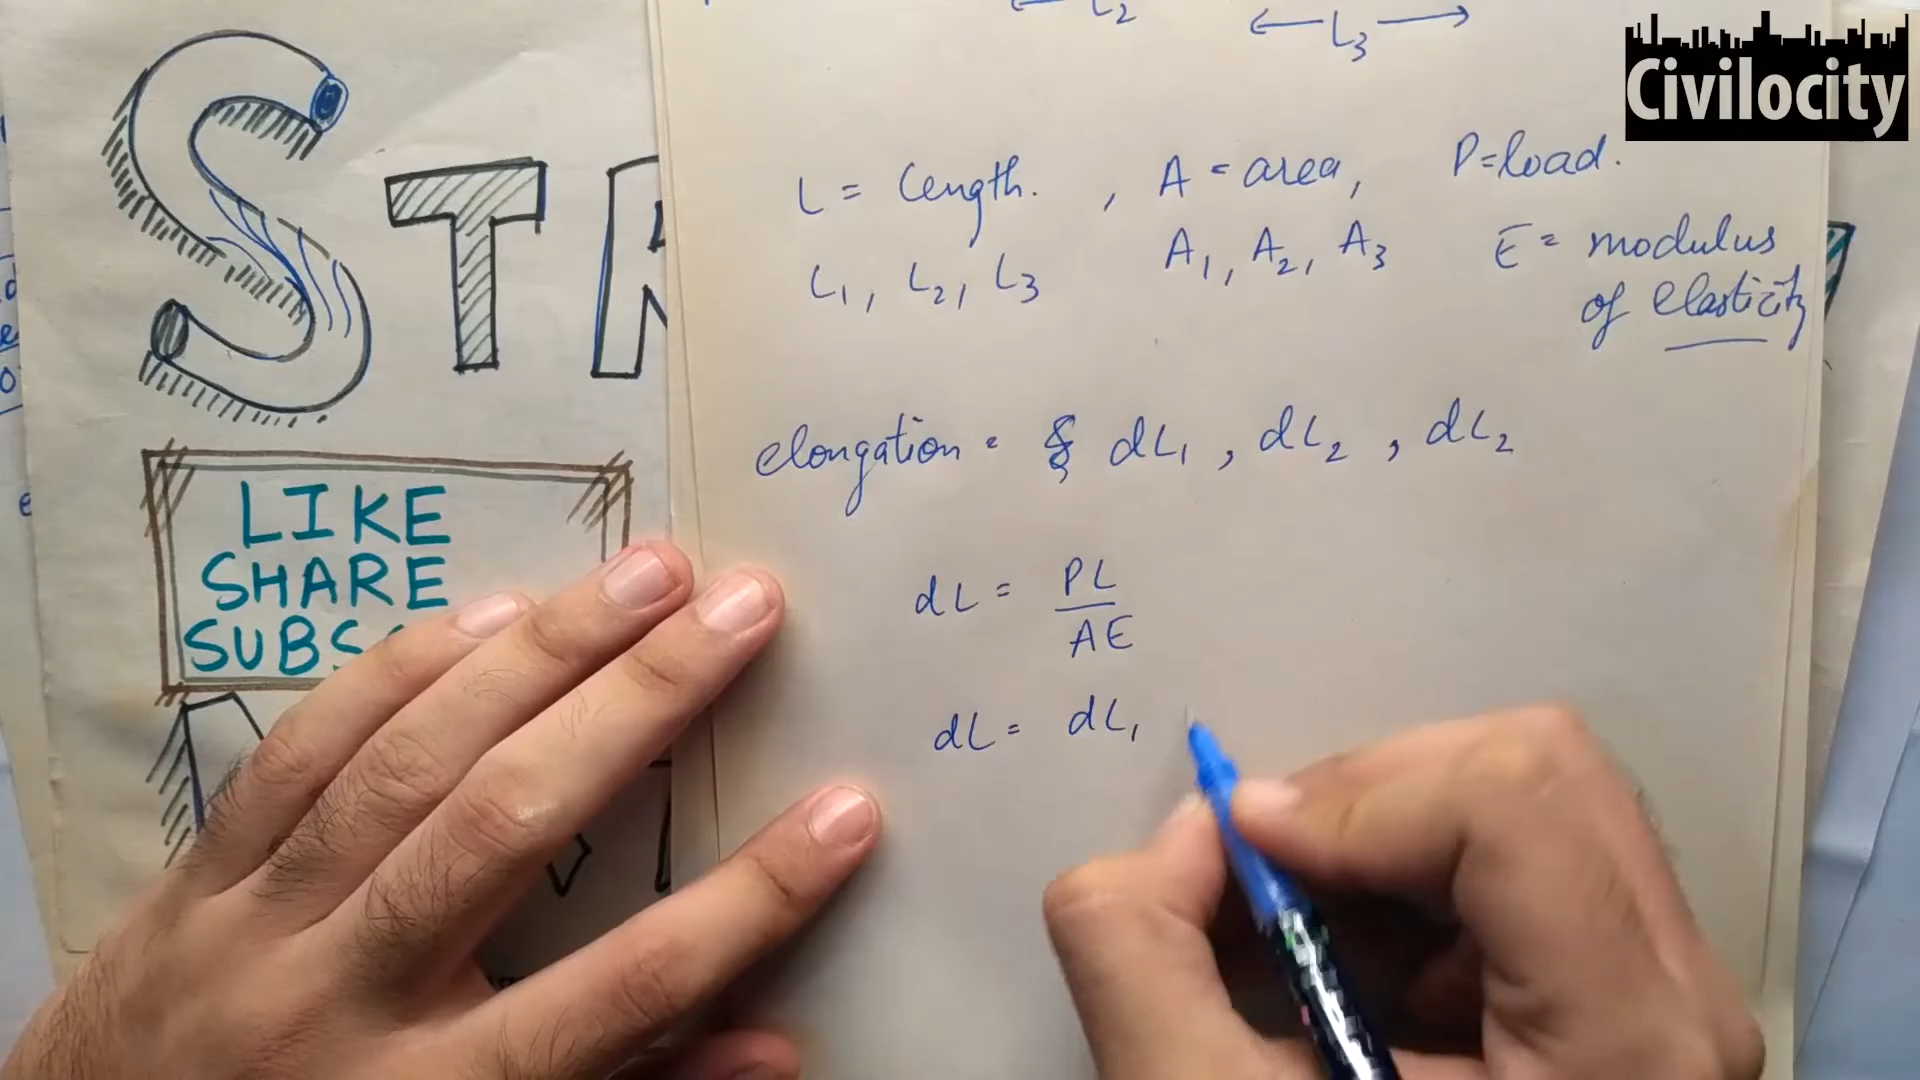 L2
L3
Civilocity
L = length. , A = area, P=load.
L1, L2, L3 A1, A2, A3 E = modulus
of elasticity
elongation = dL1, dL2, dL2
dL = PL
AE
dL = dL1
STR
LIKE
SHARE
SUBS